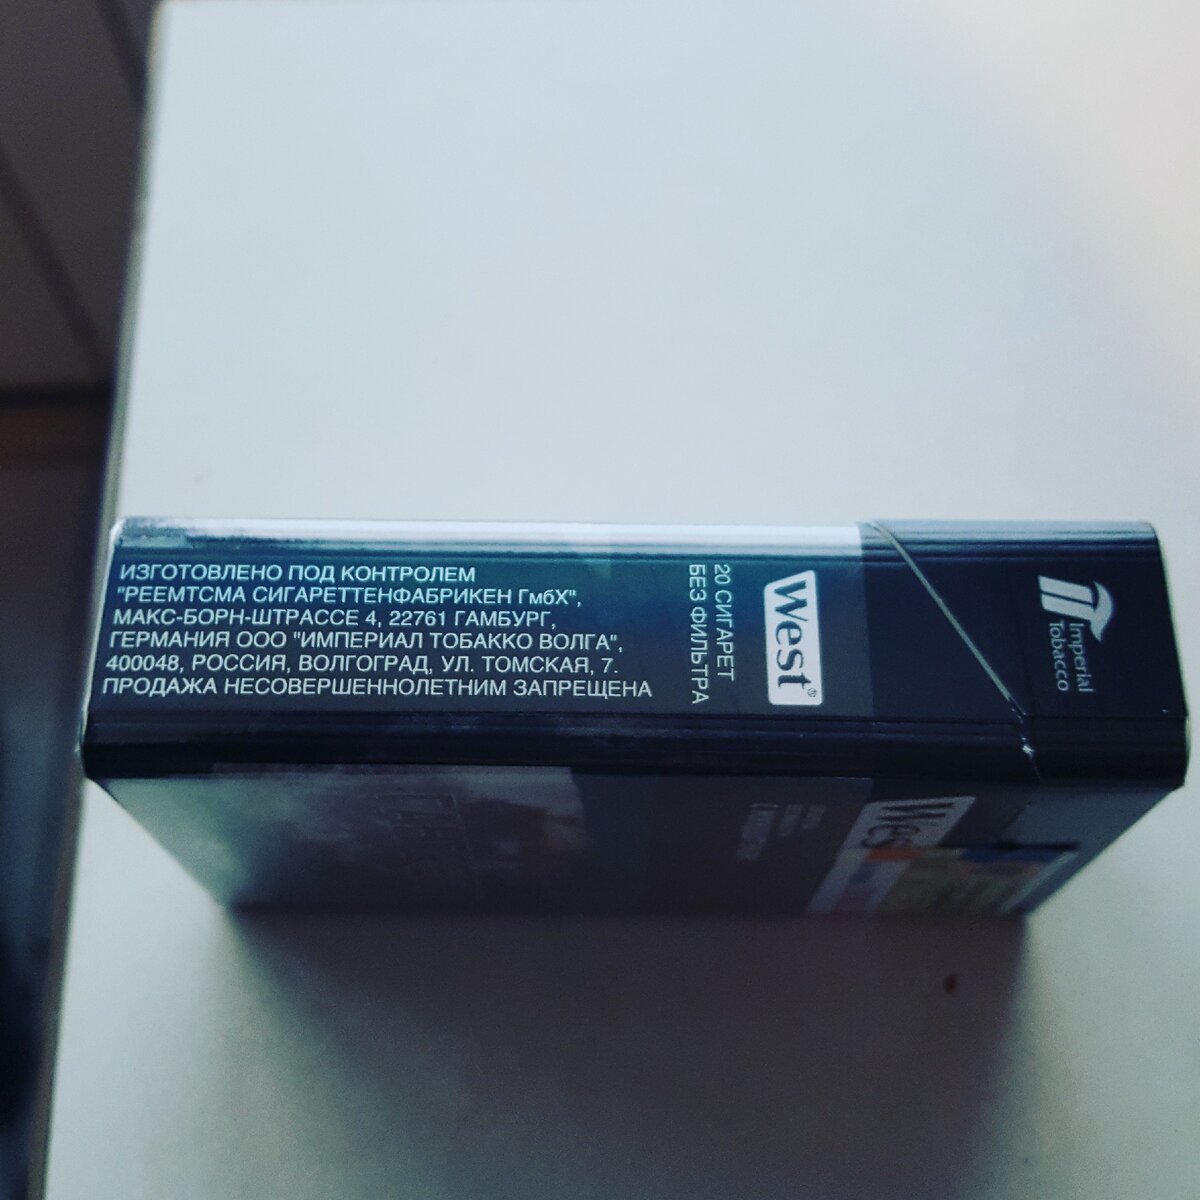 ИЗГОТОВЛЕНО ПОД КОНТРОЛЕМ
"РЕЕМТСМА СИГАРЕТТЕНФАБРИКЕН ГмбХ",
МАКС-БОРН-ШТРАССЕ 4, 22761 ГАМБУРГ,
ГЕРМАНИЯ ООО "ИМПЕРИАЛ ТОБАККО ВОЛГА",
400048, РОССИЯ, ВОЛГОГРАД, УЛ. ТОМСКАЯ, 7.
ПРОДАЖА НЕСОВЕРШЕННОЛЕТНИМ ЗАПРЕЩЕНА
20 СИГАРЕТ
БЕЗ ФИЛЬТРА
West®
Imperial
Tobacco
Wes